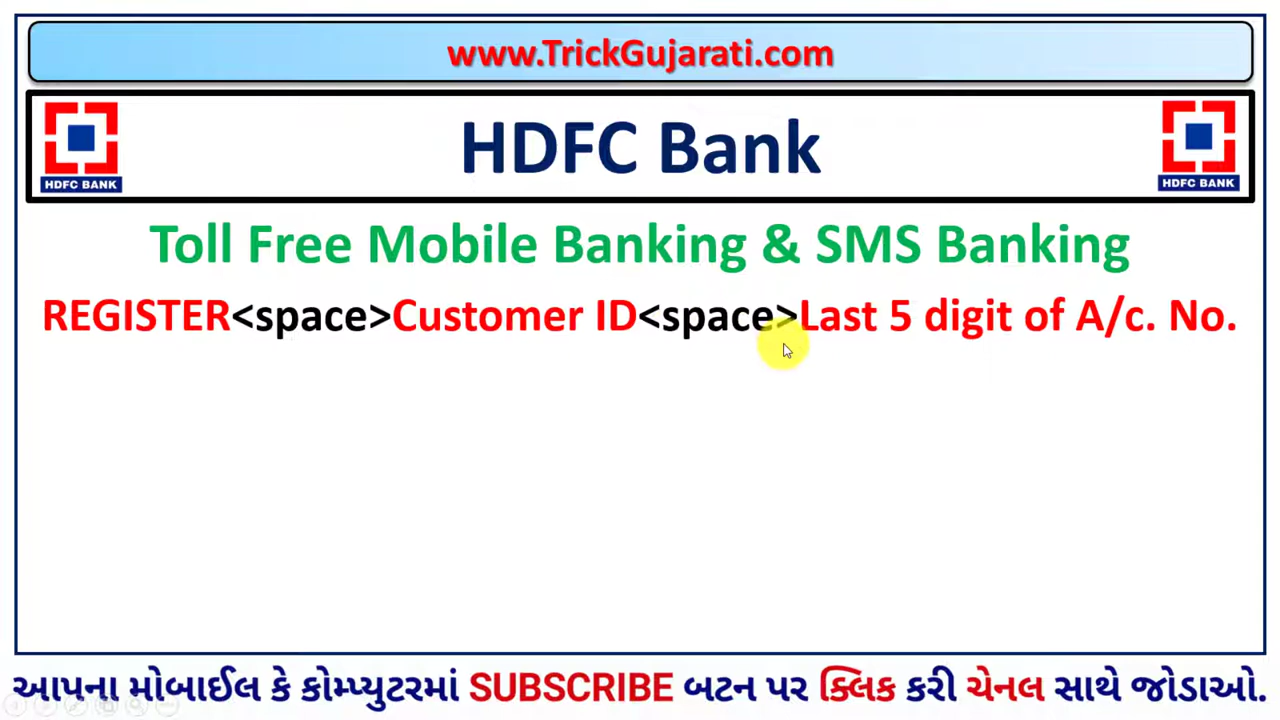 www.TrickGujarati.com
HDFC Bank
HDFC BANK
HDFC BANK
Toll Free Mobile Banking & SMS Banking
REGISTER<space>Customer ID<space>Last 5 digit of A/c. No.
આપના મોબાઈલ કે કોમ્પ્યુટરમાં SUBSCRIBE બટન પર ક્લિક કરી ચેનલ સાથે જોડાઓ.